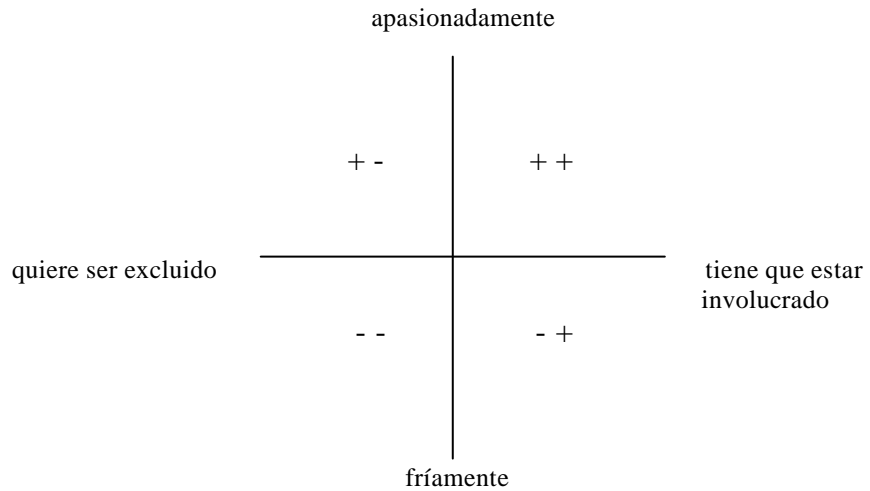 apasionadamente
+ - + +
quiere ser excluido
tiene que estar
involucrado
- - - +
fríamente